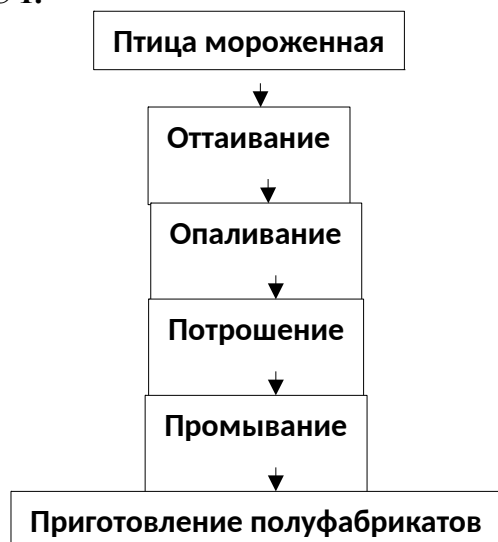 Птица мороженная
Оттаивание
Опаливание
Потрошение
Промывание
Приготовление полуфабрикатов